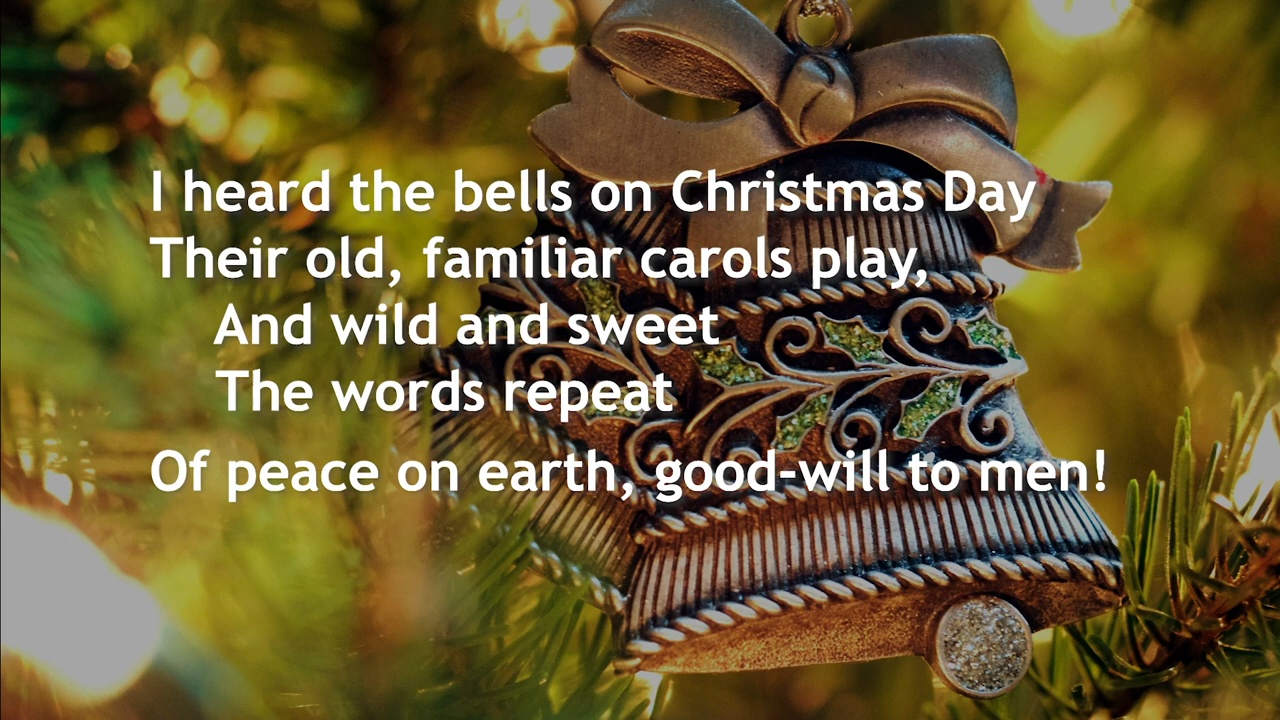 I heard the bells on Christmas Day
Their old, familiar carols play,
And wild and sweet
The words repeat
Of peace on earth, good-will to men!